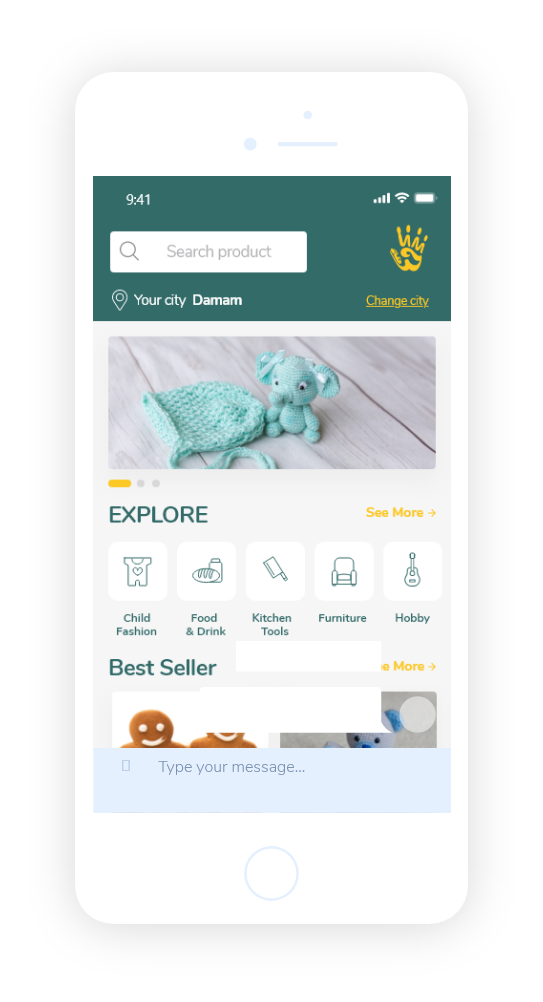 9:41
Search product
Your city Damam
Change city
EXPLORE
See More →
Child Fashion
Food & Drink
Kitchen Tools
Furniture
Hobby
Best Seller
e More →
Type your message...